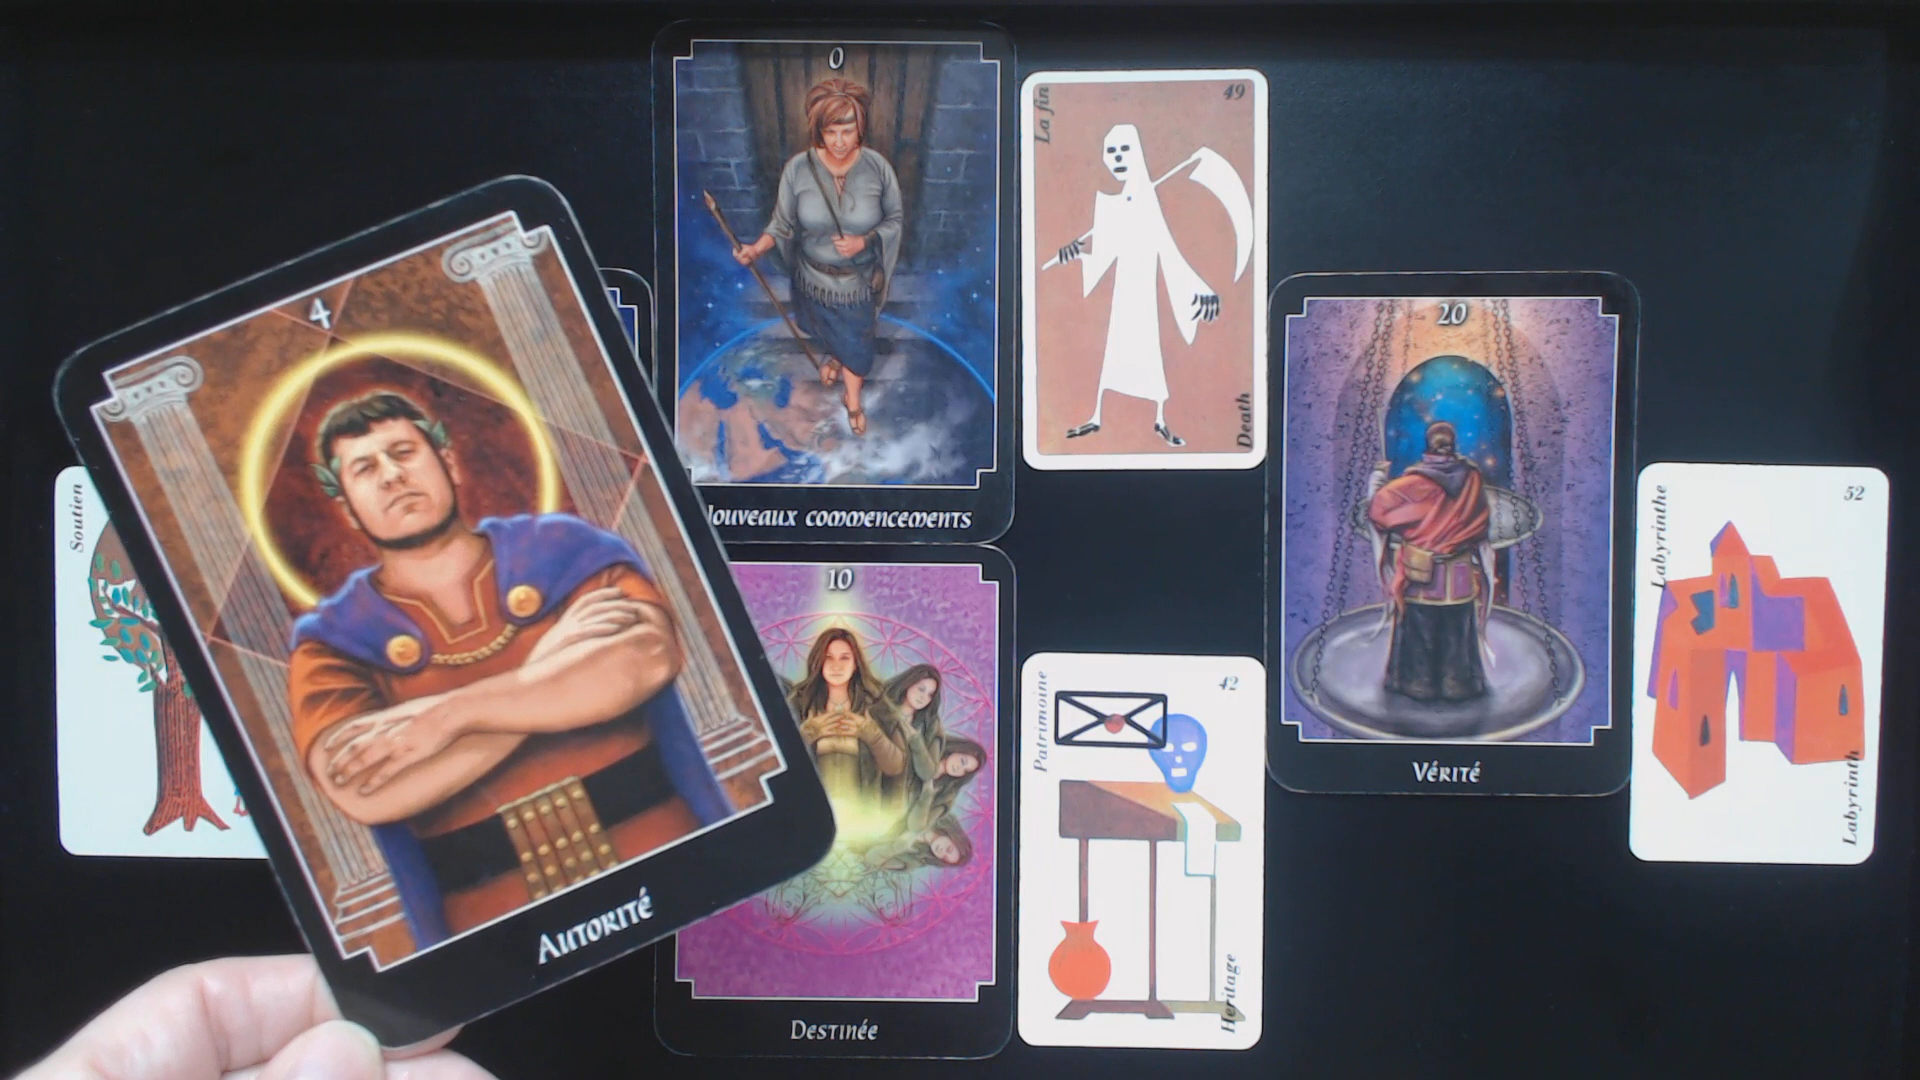 0
Nouveaux commencements
La fin
49
Death
4
Autorité
Soutien
10
Destinée
Patrimoine
42
Heritage
20
Vérité
Labyrinthe
52
Labyrinth